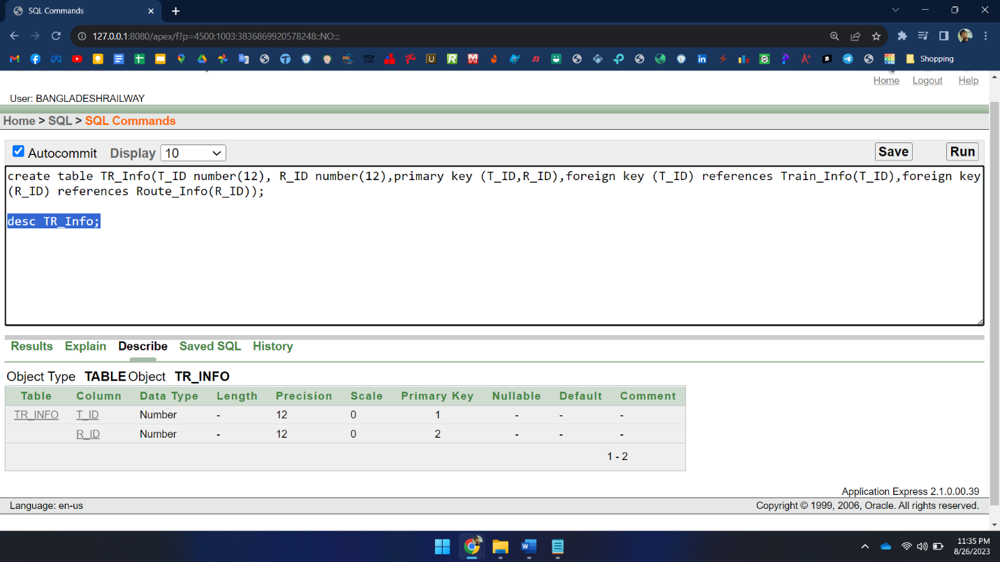 SQL Commands
127.0.0.1:8080/apex/f?p=4500:1003:3836869920578248::NO:::
Shopping
Home Logout Help
User: BANGLADESHRAILWAY
Home > SQL > SQL Commands
Autocommit Display 10 Save Run
create table TR_Info(T_ID number(12), R_ID number(12),primary key (T_ID,R_ID),foreign key (T_ID) references Train_Info(T_ID),foreign key
(R_ID) references Route_Info(R_ID));
desc TR_Info;
Results Explain Describe Saved SQL History
Object Type TABLE Object TR_INFO
Table Column Data Type Length Precision Scale Primary Key Nullable Default Comment
TR_INFO T_ID Number - 12 0 1 - - -
R_ID Number - 12 0 2 - - -
1 - 2
Application Express 2.1.0.00.39
Language: en-us Copyright © 1999, 2006, Oracle. All rights reserved.
11:35 PM
8/26/2023